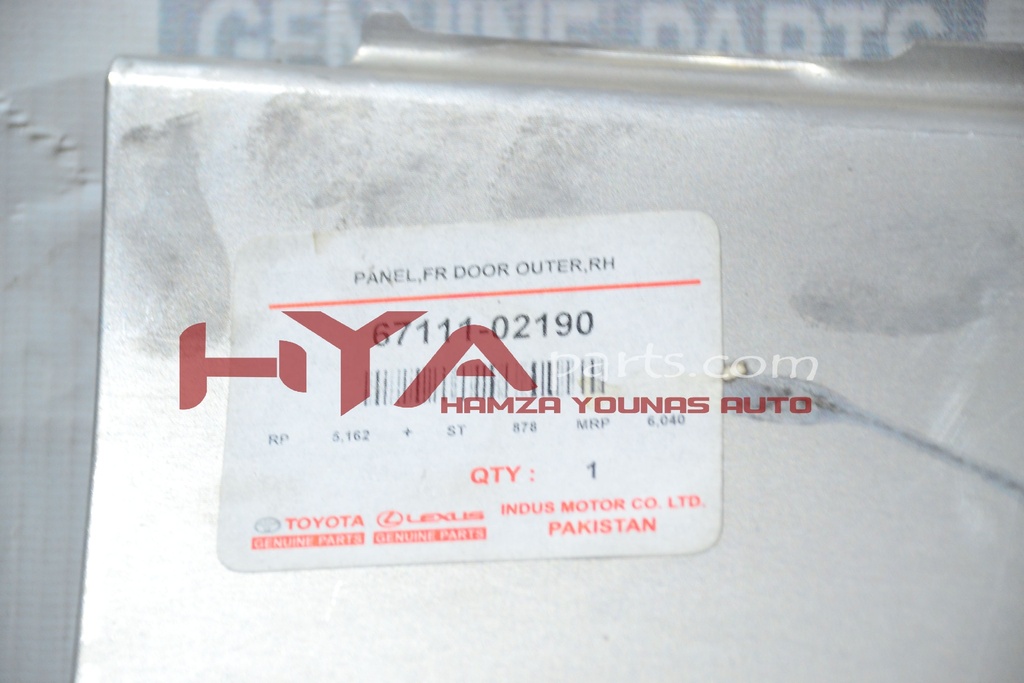 GENUINE PARTS
PANEL,FR DOOR OUTER,RH
67111-02190
HYA parts.com
HAMZA YOUNAS AUTO
RP 5,162 + ST 878 MRP 6,040
QTY : 1
TOYOTA LEXUS INDUS MOTOR CO. LTD.
GENUINE PARTS GENUINE PARTS PAKISTAN